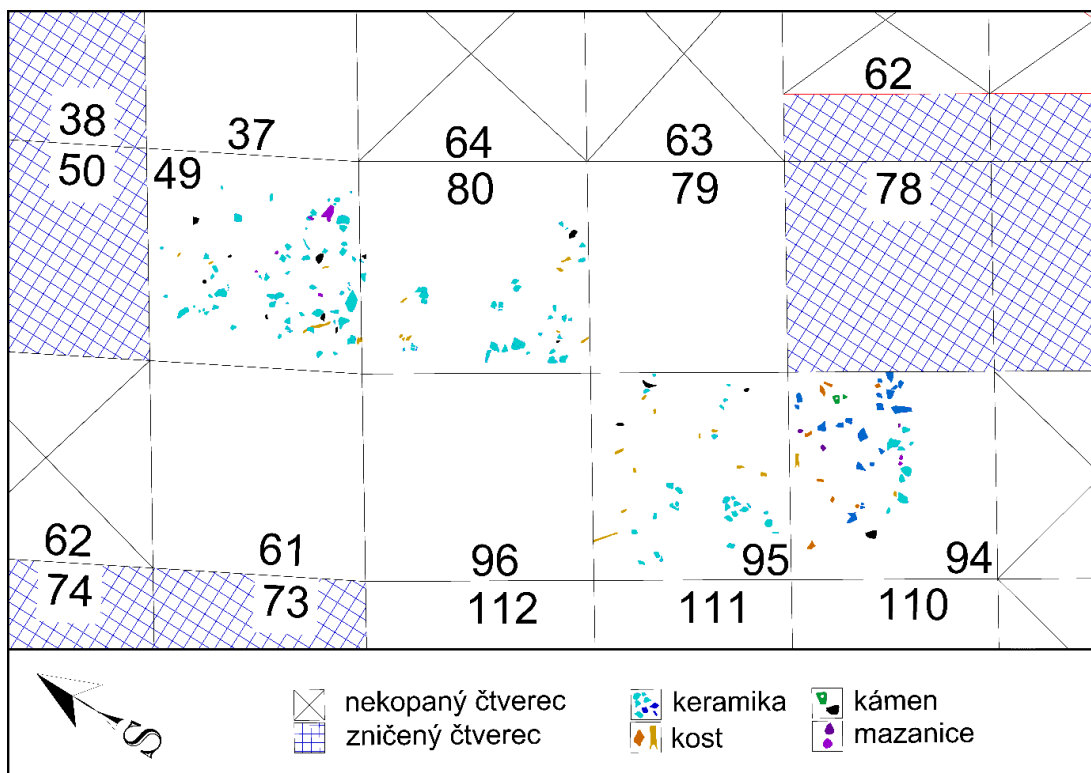 62
38 37 64 63
50 49 80 79 78
62 61 96 95 94
74 73 112 111 110
S
nekopaný čtverec
zničený čtverec
keramika
kost
kámen
mazanice